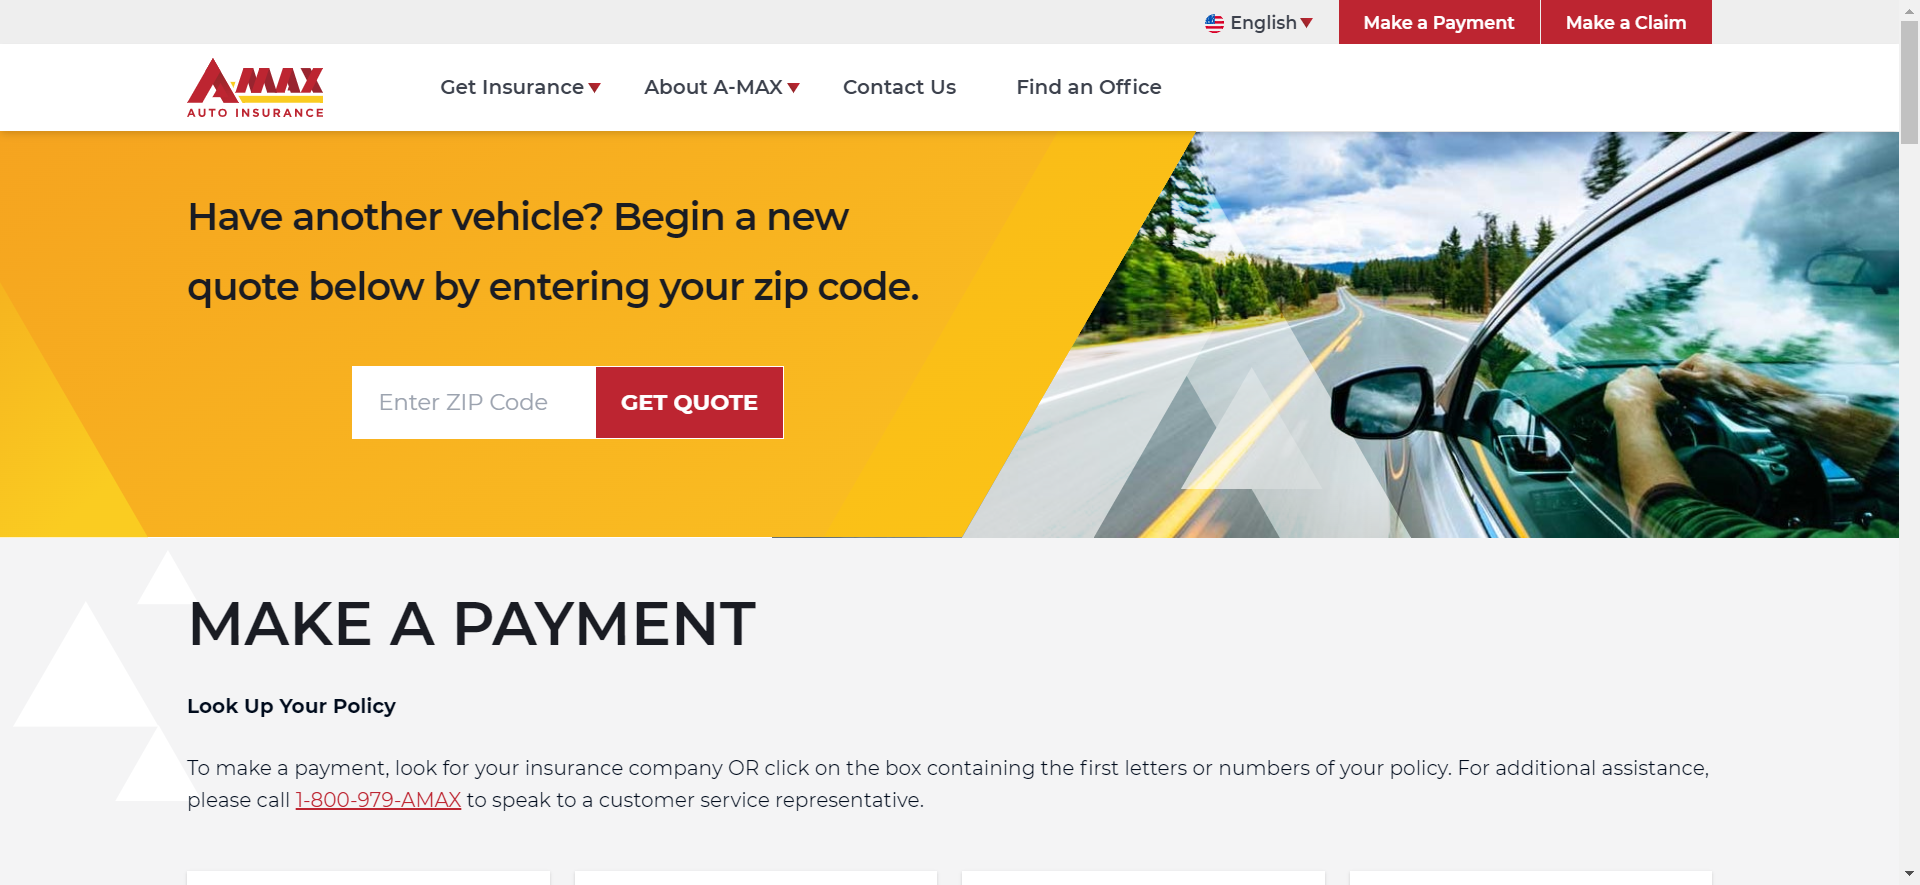 English
Make a Payment
Make a Claim
A-MAX
AUTO INSURANCE
Get Insurance
About A-MAX
Contact Us
Find an Office
Have another vehicle? Begin a new
quote below by entering your zip code.
Enter ZIP Code
GET QUOTE
MAKE A PAYMENT
Look Up Your Policy
To make a payment, look for your insurance company OR click on the box containing the first letters or numbers of your policy. For additional assistance,
please call 1-800-979-AMAX to speak to a customer service representative.